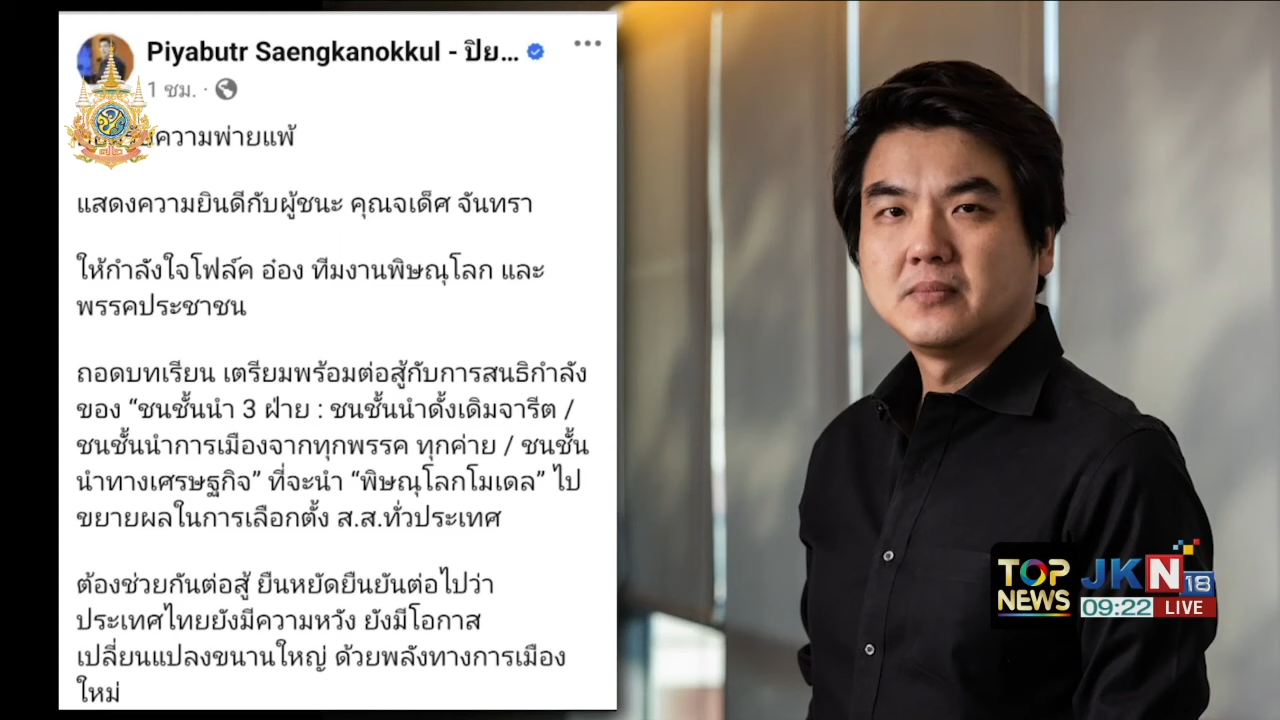 Piyabutr Saengkanokkul - ปิย...
1 ชม. ·
ความพ่ายแพ้
แสดงความยินดีกับผู้ชนะ คุณจเด็ศ จันทรา
ให้กำลังใจโฟล์ค อ๋อง ทีมงานพิษณุโลก และ
พรรคประชาชน
ถอดบทเรียน เตรียมพร้อมต่อสู้กับการสนธิกำลัง
ของ “ชนชั้นนำ 3 ฝ่าย : ชนชั้นนำดั้งเดิมจารีต /
ชนชั้นนำการเมืองจากทุกพรรค ทุกค่าย / ชนชั้น
นำทางเศรษฐกิจ” ที่จะนำ “พิษณุโลกโมเดล” ไป
ขยายผลในการเลือกตั้ง ส.ส.ทั่วประเทศ
ต้องช่วยกันต่อสู้ ยืนหยัดยืนยันต่อไปว่า
ประเทศไทยยังมีความหวัง ยังมีโอกาส
เปลี่ยนแปลงขนานใหญ่ ด้วยพลังทางการเมือง
ใหม่
TOP NEWS
JKN 18
09:22 LIVE